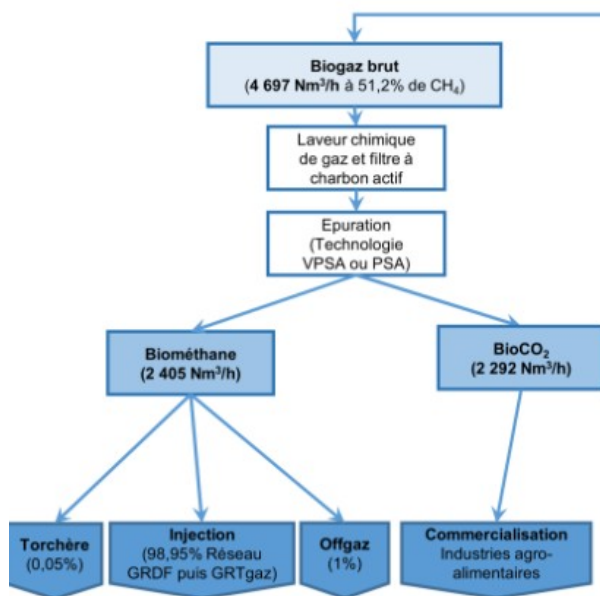 Biogaz brut
(4 697 Nm³/h à 51,2% de CH₄)
Laveur chimique
de gaz et filtre à
charbon actif
Epuration
(Technologie
VPSA ou PSA)
Biométhane
(2 405 Nm³/h)
BioCO₂
(2 292 Nm³/h)
Torchère
(0,05%)
Injection
(98,95% Réseau
GRDF puis GRTgaz)
Offgaz
(1%)
Commercialisation
Industries agro-
alimentaires